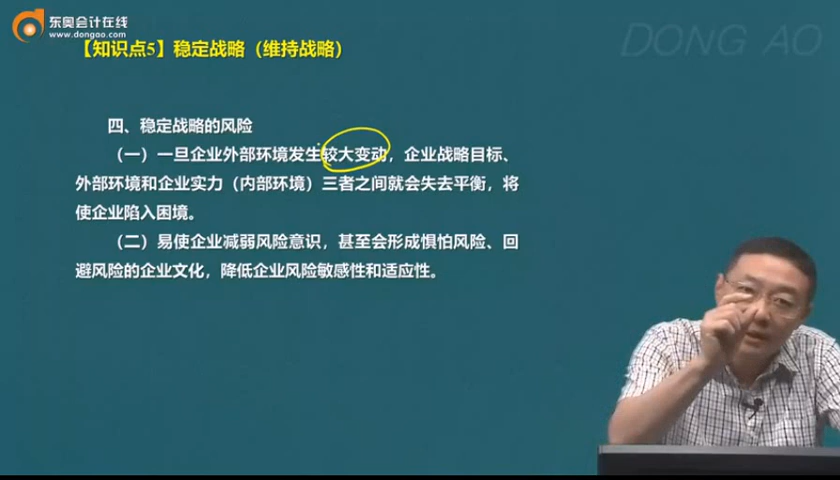 东奥会计在线
www.dongao.com
DONG AO
【知识点5】稳定战略（维持战略）
四、稳定战略的风险
（一）一旦企业外部环境发生较大变动，企业战略目标、
外部环境和企业实力（内部环境）三者之间就会失去平衡，将
使企业陷入困境。
（二）易使企业减弱风险意识，甚至会形成惧怕风险、回
避风险的企业文化，降低企业风险敏感性和适应性。